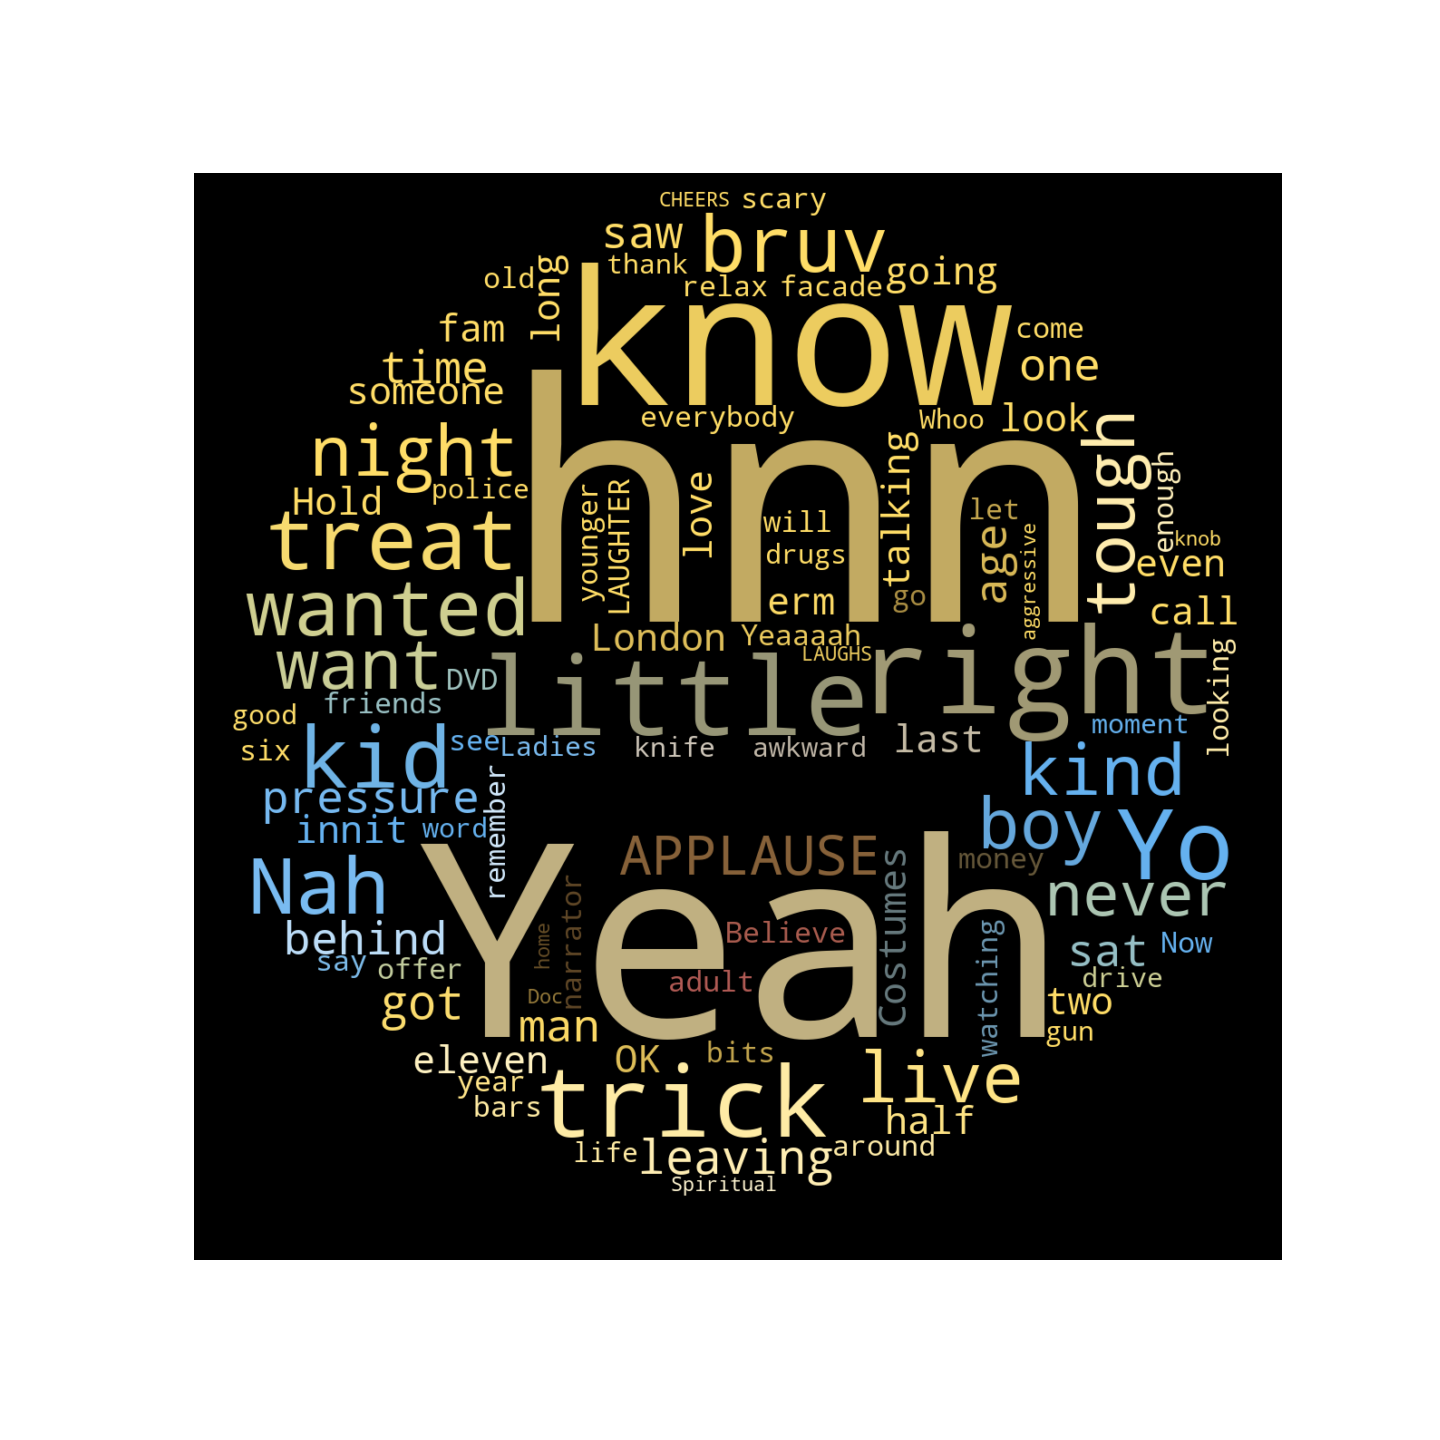 CHEERS scary
saw bruv going
thank
relax facade
old long
know
fam come
time one
someone
everybody Whoo look
night
hnn
tough
police
Hold
treat
younger LAUGHTER love will talking let
drugs age aggressive enough
knob
even
erm go
wanted call
London Yeaaaah
LAUGHS
want DVD little right looking
friends
good
six
kid see Ladies knife awkward last moment
kind
pressure remember
innit word
boy Yo
Nah APPLAUSE money
Yeah
never
behind narrator home Believe Costumes watching sat Now
say offer adult drive
got Doc two
man gun
eleven OK bits
year trick live
bars half
life leaving around
Spiritual